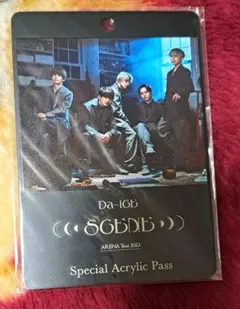 Da-iCE
SCENE
ARENA Tour 2023
Special Acrylic Pass